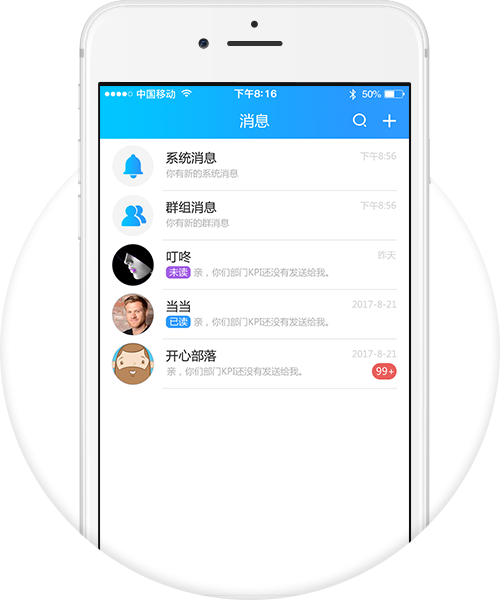 中国移动 下午8:16 50%
消息
系统消息 下午8:56
你有新的系统消息
群组消息 下午8:56
你有新的群消息
叮咚 昨天
未读 亲，你们部门KPI还没有发送给我。
当当 2017-8-21
已读 亲，你们部门KPI还没有发送给我。
开心部落 2017-8-21
亲，你们部门KPI还没有发送给我。 99+